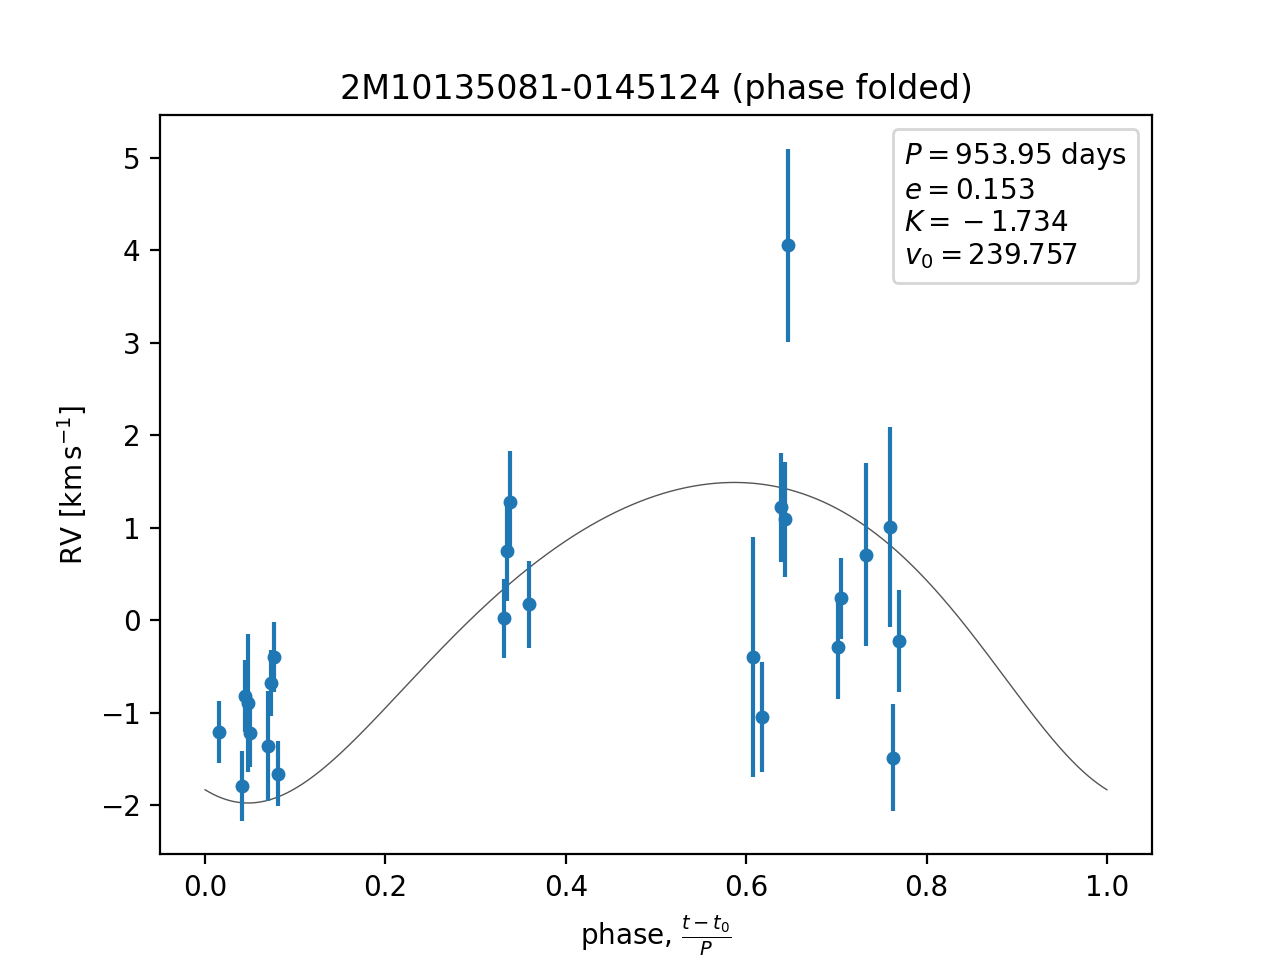 2M10135081-0145124 (phase folded)
P = 953.95 days
e = 0.153
K = −1.734
v₀ = 239.757
RV [km s⁻¹]
5
4
3
2
1
0
−1
−2
0.0 0.2 0.4 0.6 0.8 1.0
phase, (t − t₀)/P